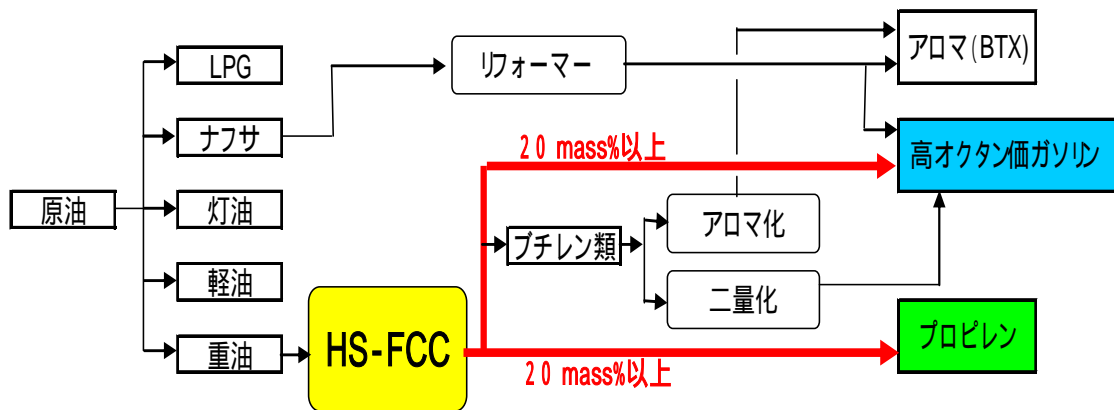 アロマ(BTX)
リフォーマー
LPG
ナフサ
20 mass%以上
高オクタン価ガソリン
原油
灯油
アロマ化
ブチレン類
軽油
二量化
HS-FCC
プロピレン
重油
20 mass%以上